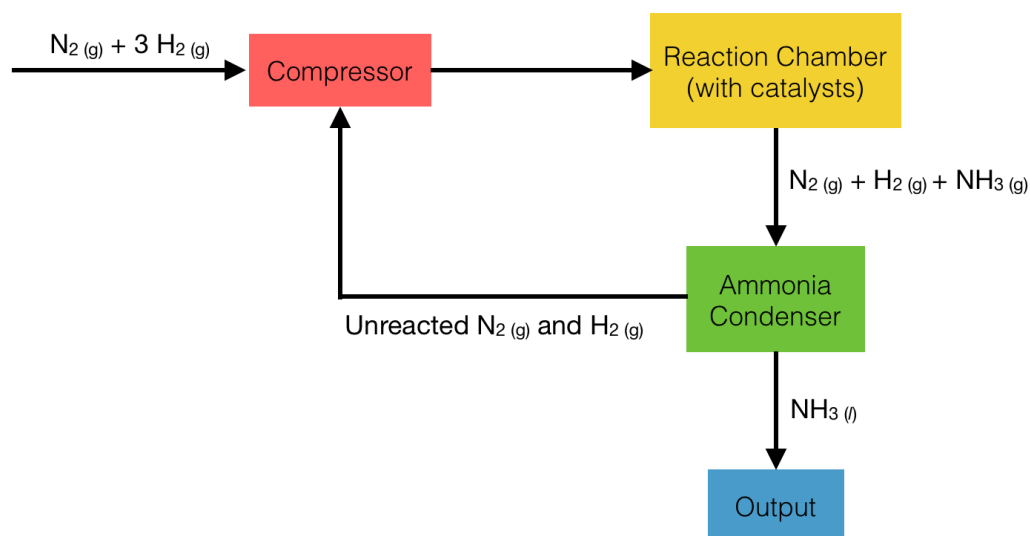 N₂ (g) + 3 H₂ (g)
Compressor
Reaction Chamber
(with catalysts)
N₂ (g) + H₂ (g) + NH₃ (g)
Ammonia
Condenser
Unreacted N₂ (g) and H₂ (g)
NH₃ (l)
Output